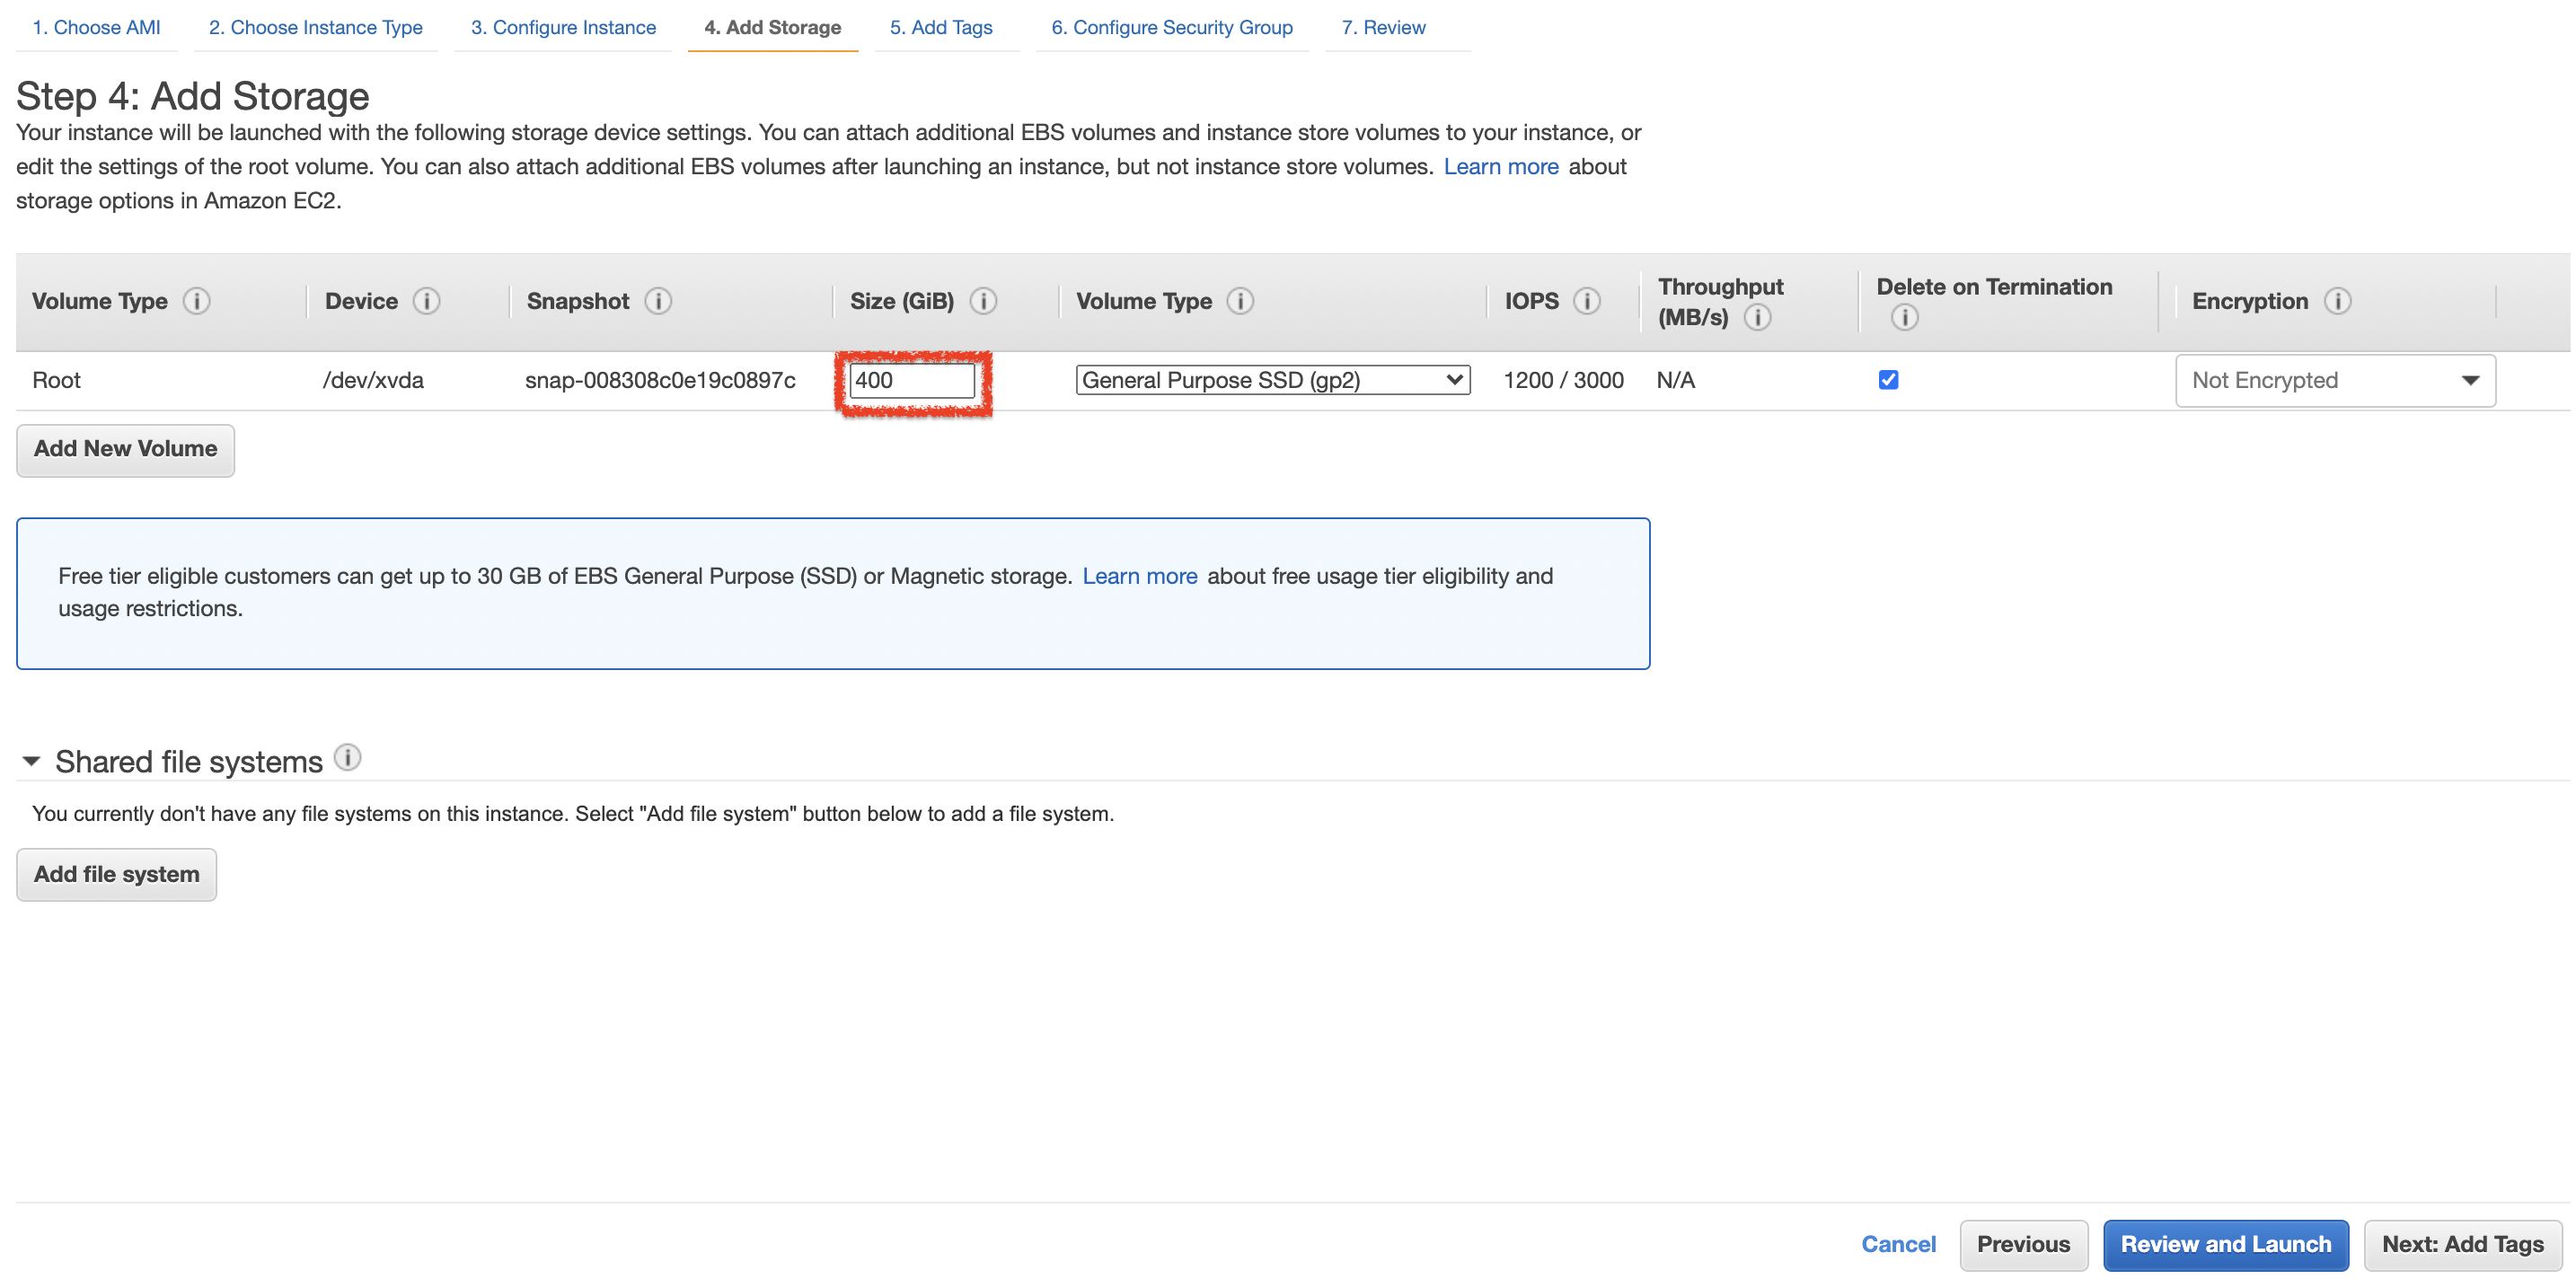 1. Choose AMI 2. Choose Instance Type 3. Configure Instance 4. Add Storage 5. Add Tags 6. Configure Security Group 7. Review
Step 4: Add Storage
Your instance will be launched with the following storage device settings. You can attach additional EBS volumes and instance store volumes to your instance, or
edit the settings of the root volume. You can also attach additional EBS volumes after launching an instance, but not instance store volumes. Learn more about
storage options in Amazon EC2.
Volume Type i Device i Snapshot i Size (GiB) i Volume Type i IOPS i Throughput (MB/s) i Delete on Termination i Encryption i
Root /dev/xvda snap-008308c0e19c0897c 400 General Purpose SSD (gp2) 1200 / 3000 N/A Not Encrypted
Add New Volume
Free tier eligible customers can get up to 30 GB of EBS General Purpose (SSD) or Magnetic storage. Learn more about free usage tier eligibility and
usage restrictions.
Shared file systems i
You currently don't have any file systems on this instance. Select "Add file system" button below to add a file system.
Add file system
Cancel Previous Review and Launch Next: Add Tags